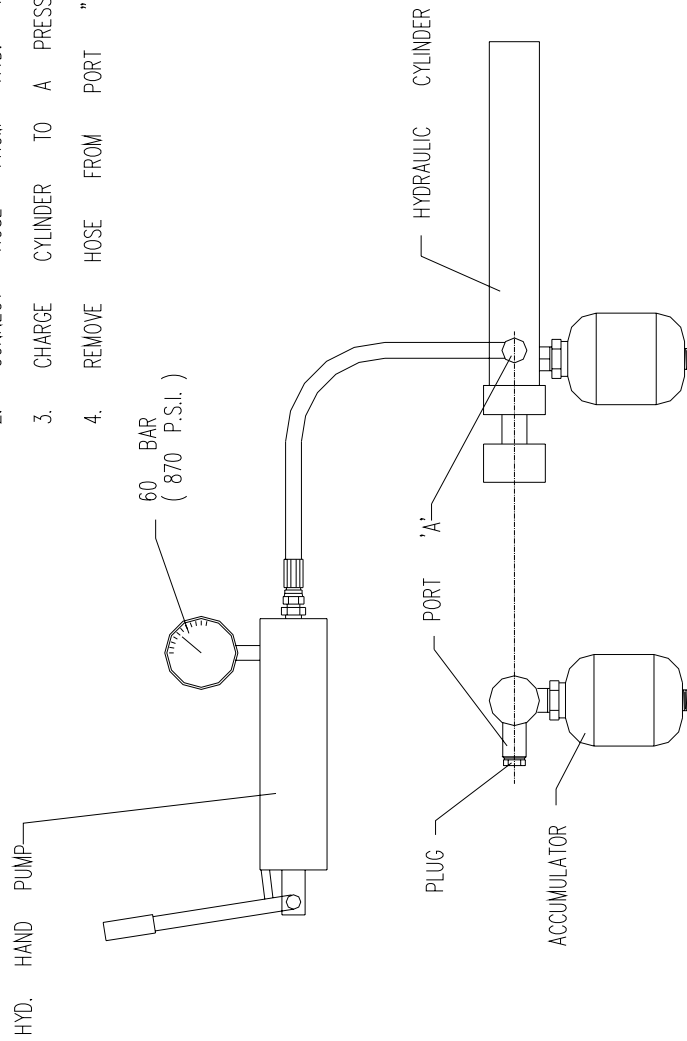 3. CHARGE CYLINDER TO A
4. REMOVE HOSE FROM PORT "
60 BAR
( 870 P.S.I. )
HYD. HAND PUMP
HYDRAULIC CYLINDER
PORT 'A'
PLUG
ACCUMULATOR